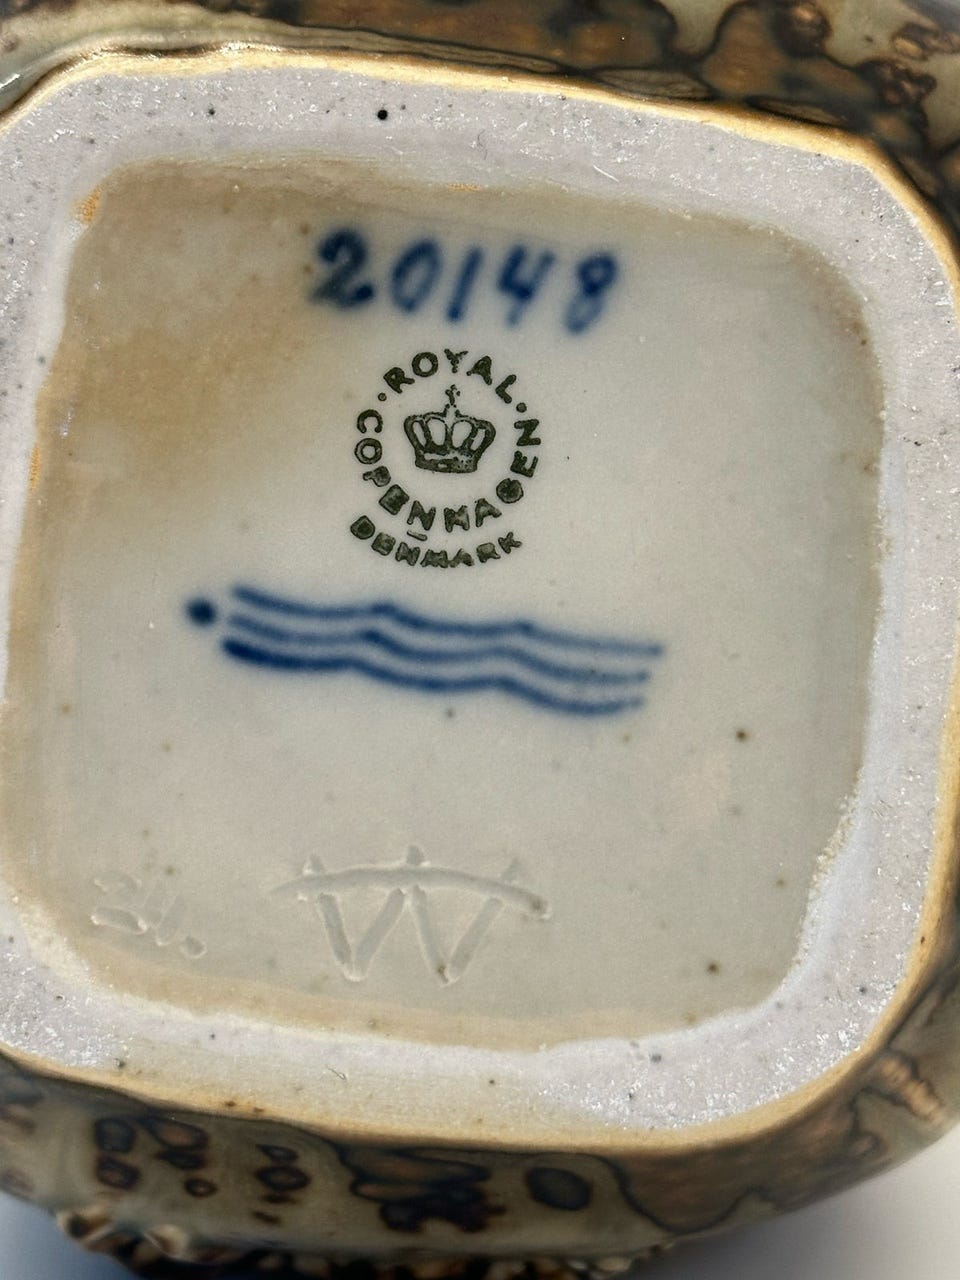 20148
ROYAL
COPENHAGEN
DENMARK